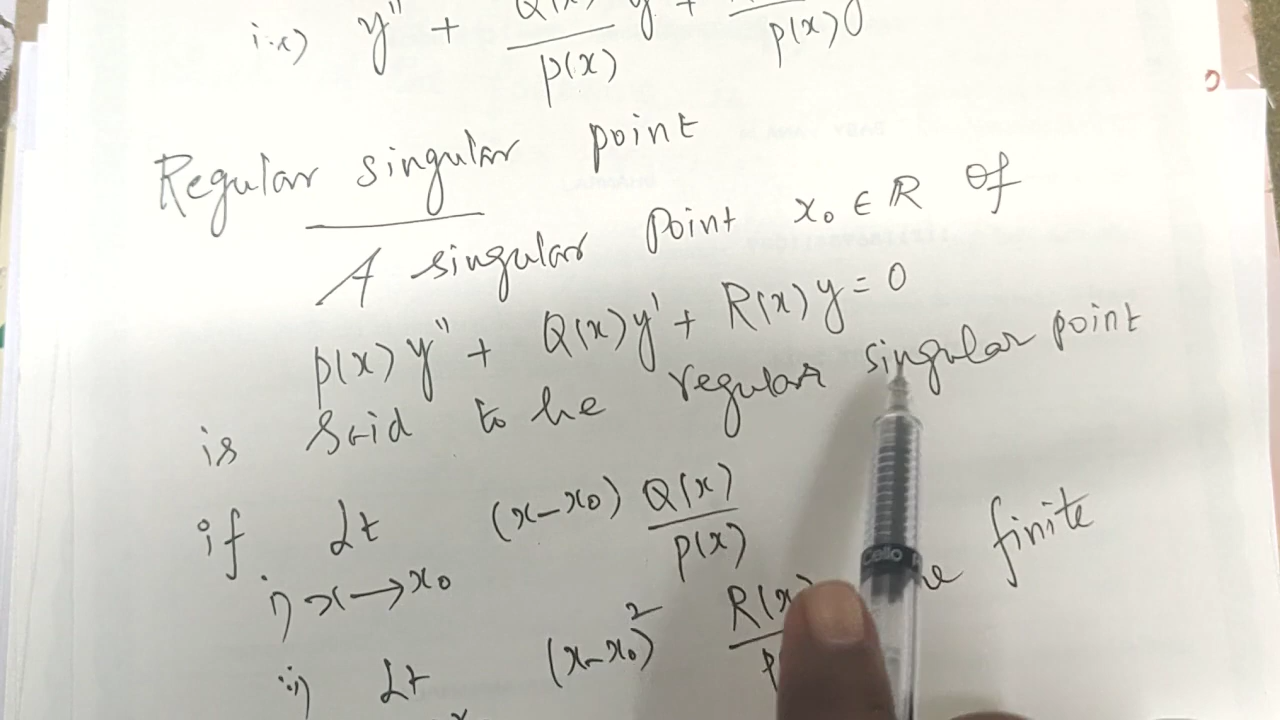 i.e) y" + Q(x)/p(x) y' + /p(x) y
Regular singular point
A singular point x₀ ∈ ℝ of
p(x) y" + Q(x) y' + R(x) y = 0
is said to be regular singular point
if i) Lt x→x₀ (x-x₀) Q(x)/p(x)
finite
ii) Lt (x-x₀)² R(x)/
Cello